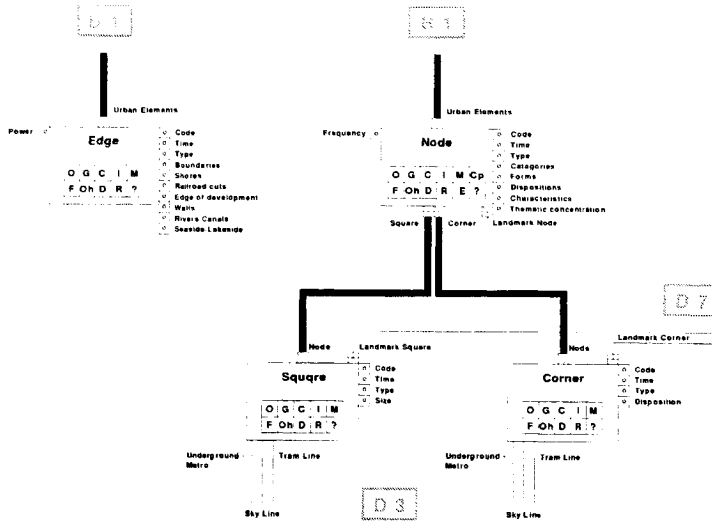 D 1
Urban Elements
Power
Edge
Code
Time
Type
Boundaries
Shores
Railroad cuts
Edge of development
Walls
Rivers Canals
Seaside Lakeside
O G C I M
F Oh D R ?
Urban Elements
Frequency
Node
Code
Time
Type
Catagories
Forms
Dispositions
Characteristics
Thematic concentration
O G C I M Cp
F Oh D R E ?
Square
Corner
Landmark Node
D 7
Node
Landmark Square
Squqre
Code
Time
Type
Size
O G C I M
F Oh D R ?
Underground
Metro
Tram Line
Sky Line
D 3
Landmark Corner
Node
Corner
Code
Time
Type
Disposition
O G C I M
F Oh D R ?
Underground
Metro
Tram Line
Sky Line